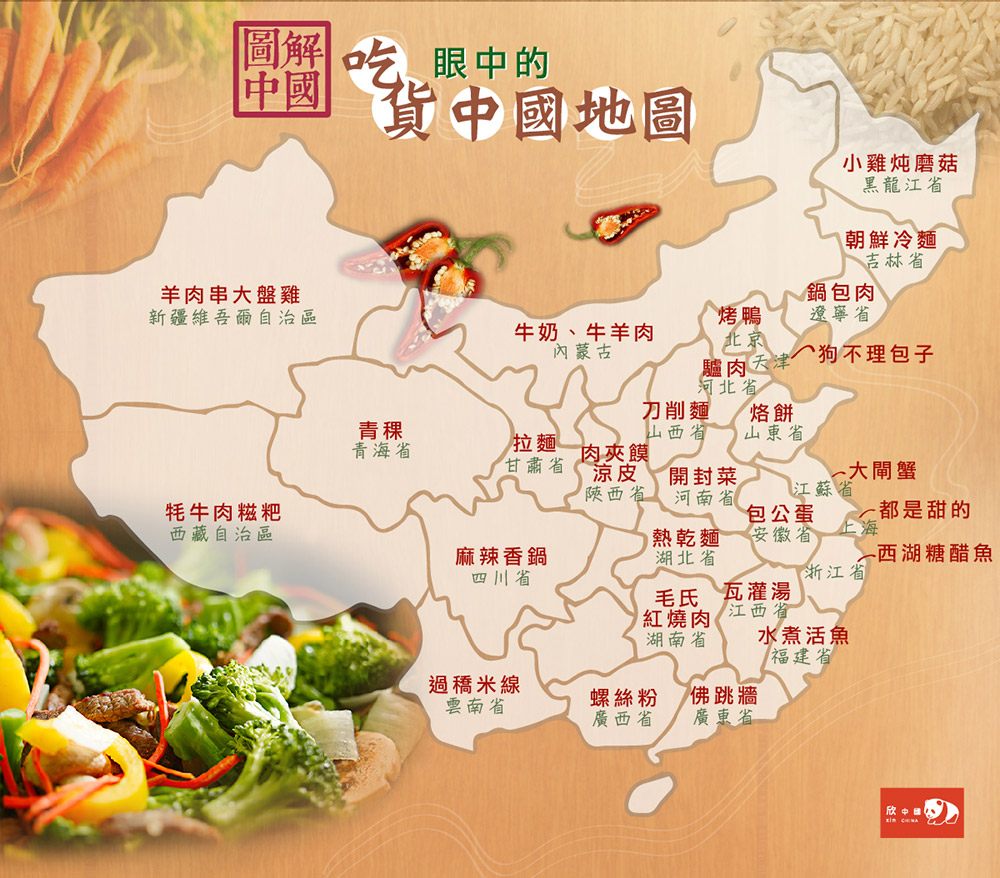 圖解
中國
眼中的
吃貨中國地圖
小雞炖磨菇
黑龍江省
朝鮮冷麵
吉林省
鍋包肉
遼寧省
羊肉串大盤雞
新疆維吾爾自治區
牛奶、牛羊肉
內蒙古
烤鴨
北京
天津
狗不理包子
驢肉
河北省
刀削麵
山西省
烙餅
山東省
青稞
青海省
拉麵
甘肅省
肉夾饃
涼皮
陝西省
開封菜
河南省
大閘蟹
江蘇省
包公蛋
安徽省
都是甜的
上海
牦牛肉糍粑
西藏自治區
麻辣香鍋
四川省
熱乾麵
湖北省
西湖糖醋魚
浙江省
毛氏
紅燒肉
湖南省
瓦灌湯
江西省
水煮活魚
福建省
過橋米線
雲南省
螺絲粉
廣西省
佛跳牆
廣東省
欣中國
xin CHINA